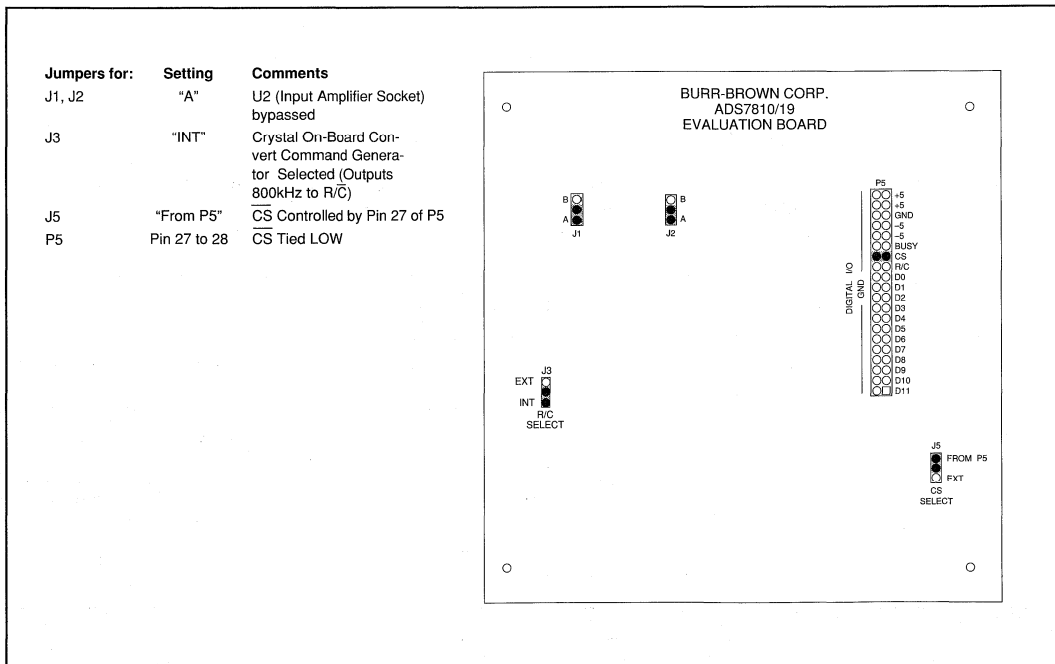 Jumpers for: Setting Comments
J1, J2 “A” U2 (Input Amplifier Socket)
bypassed
J3 “INT” Crystal On-Board Con-
vert Command Genera-
tor Selected (Outputs
800kHz to R/C̅)
J5 “From P5” C̅S̅ Controlled by Pin 27 of P5
P5 Pin 27 to 28 C̅S̅ Tied LOW
BURR-BROWN CORP.
ADS7810/19
EVALUATION BOARD
B
A
J1
B
A
J2
P5
+5
+5
GND
–5
–5
BUSY
CS
R/C
D0
D1
D2
D3
D4
D5
D6
D7
D8
D9
D10
D11
DIGITAL I/O
GND
J3
EXT
INT
R/C
SELECT
J5
FROM P5
EXT
CS
SELECT